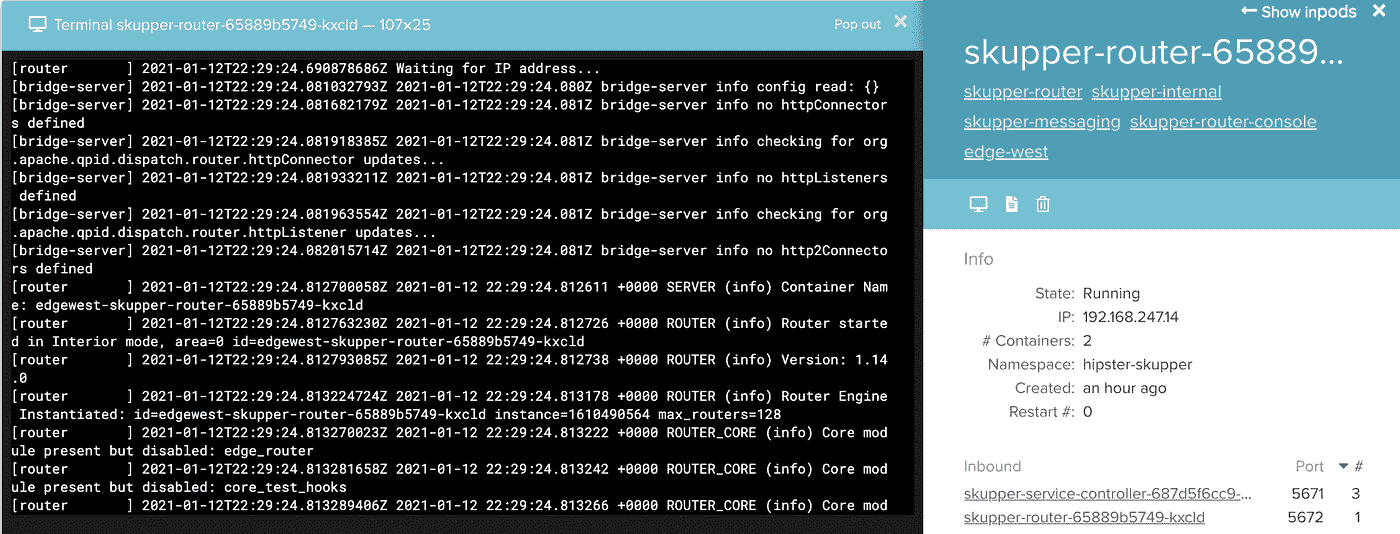 Terminal skupper-router-65889b5749-kxcld — 107×25
Pop out
[router       ] 2021-01-12T22:29:24.690878686Z Waiting for IP address...
[bridge-server] 2021-01-12T22:29:24.081032793Z 2021-01-12T22:29:24.080Z bridge-server info config read: {}
[bridge-server] 2021-01-12T22:29:24.081682179Z 2021-01-12T22:29:24.081Z bridge-server info no httpConnector
s defined
[bridge-server] 2021-01-12T22:29:24.081918385Z 2021-01-12T22:29:24.081Z bridge-server info checking for org
.apache.qpid.dispatch.router.httpConnector updates...
[bridge-server] 2021-01-12T22:29:24.081933211Z 2021-01-12T22:29:24.081Z bridge-server info no httpListeners
 defined
[bridge-server] 2021-01-12T22:29:24.081963554Z 2021-01-12T22:29:24.081Z bridge-server info checking for org
.apache.qpid.dispatch.router.httpListener updates...
[bridge-server] 2021-01-12T22:29:24.082015714Z 2021-01-12T22:29:24.081Z bridge-server info no http2Connecto
rs defined
[router       ] 2021-01-12T22:29:24.812700058Z 2021-01-12 22:29:24.812611 +0000 SERVER (info) Container Nam
e: edgewest-skupper-router-65889b5749-kxcld
[router       ] 2021-01-12T22:29:24.812763230Z 2021-01-12 22:29:24.812726 +0000 ROUTER (info) Router starte
d in Interior mode, area=0 id=edgewest-skupper-router-65889b5749-kxcld
[router       ] 2021-01-12T22:29:24.812793085Z 2021-01-12 22:29:24.812738 +0000 ROUTER (info) Version: 1.14
.0
[router       ] 2021-01-12T22:29:24.813224724Z 2021-01-12 22:29:24.813178 +0000 ROUTER (info) Router Engine
 Instantiated: id=edgewest-skupper-router-65889b5749-kxcld instance=1610490564 max_routers=128
[router       ] 2021-01-12T22:29:24.813270023Z 2021-01-12 22:29:24.813222 +0000 ROUTER_CORE (info) Core mod
ule present but disabled: edge_router
[router       ] 2021-01-12T22:29:24.813281658Z 2021-01-12 22:29:24.813242 +0000 ROUTER_CORE (info) Core mod
ule present but disabled: core_test_hooks
[router       ] 2021-01-12T22:29:24.813289406Z 2021-01-12 22:29:24.813266 +0000 ROUTER_CORE (info) Core mod
Show inpods
skupper-router-65889...
skupper-router skupper-internal
skupper-messaging skupper-router-console
edge-west
Info
State: Running
IP: 192.168.247.14
# Containers: 2
Namespace: hipster-skupper
Created: an hour ago
Restart #: 0
Inbound Port #
skupper-service-controller-687d5f6cc9-... 5671 3
skupper-router-65889b5749-kxcld 5672 1